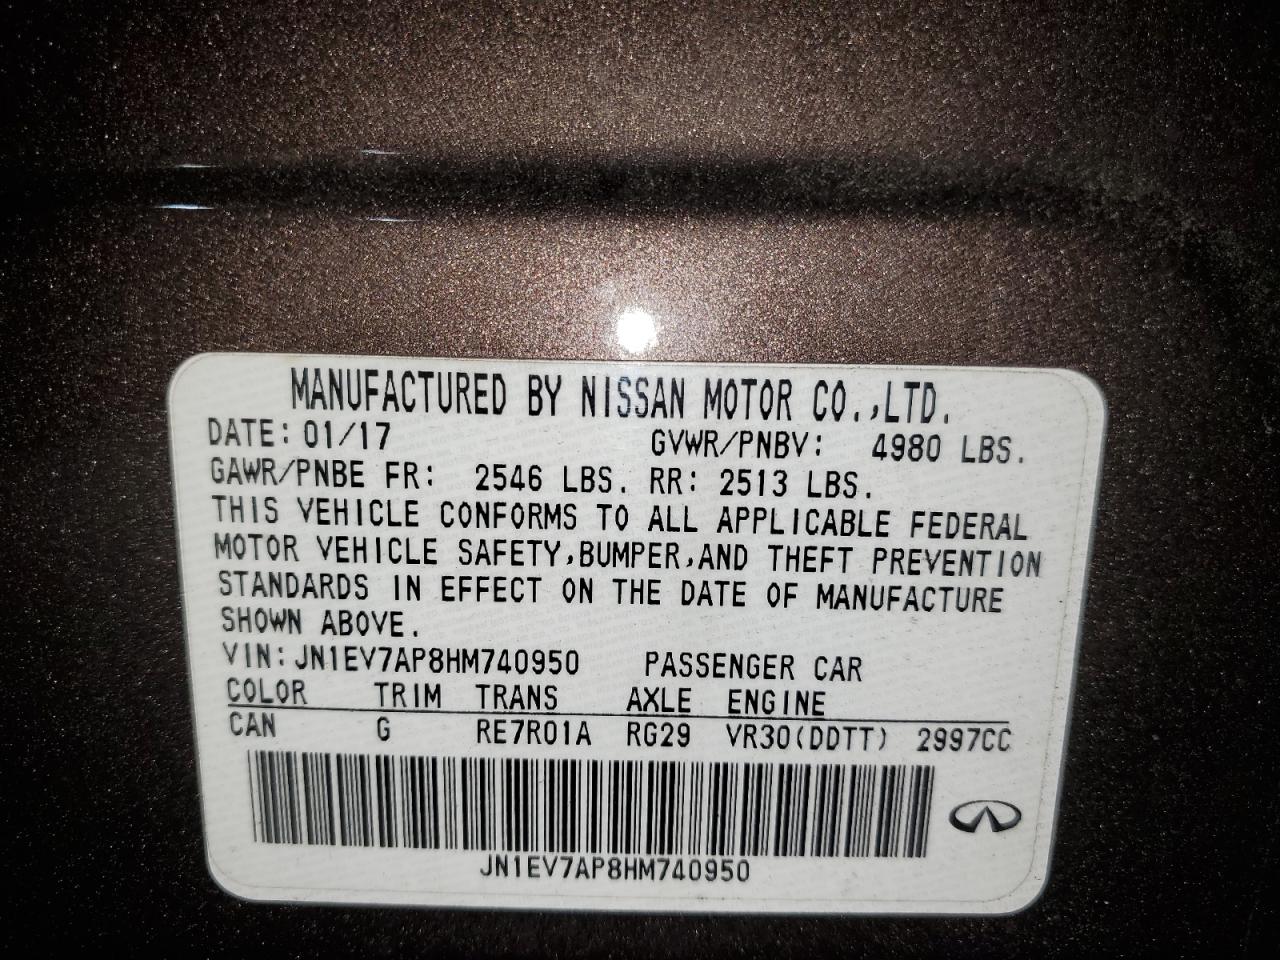 MANUFACTURED BY NISSAN MOTOR CO.,LTD.
DATE: 01/17 GVWR/PNBV: 4980 LBS.
GAWR/PNBE FR: 2546 LBS. RR: 2513 LBS.
THIS VEHICLE CONFORMS TO ALL APPLICABLE FEDERAL
MOTOR VEHICLE SAFETY,BUMPER,AND THEFT PREVENTION
STANDARDS IN EFFECT ON THE DATE OF MANUFACTURE
SHOWN ABOVE.
VIN: JN1EV7AP8HM740950 PASSENGER CAR
COLOR TRIM TRANS AXLE ENGINE
CAN G RE7R01A RG29 VR30(DDTT) 2997CC
JN1EV7AP8HM740950